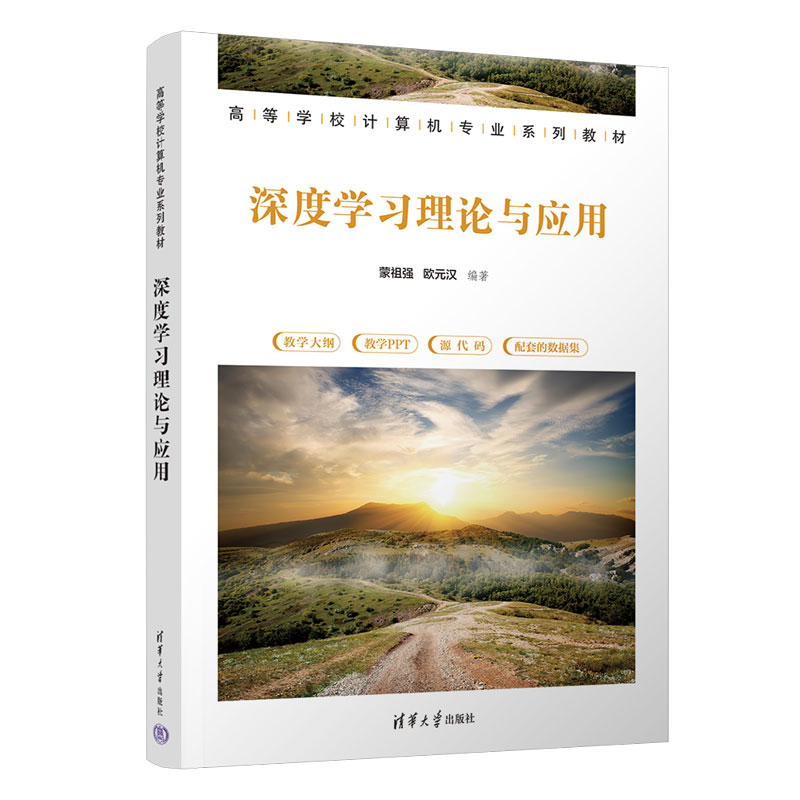 高等学校计算机专业系列教材
深度学习理论与应用
蒙祖强 欧元汉 编著
教学大纲 教学PPT 源代码 配套的数据集
清华大学出版社
高等学校计算机专业系列教材
深度学习理论与应用
清华大学出版社